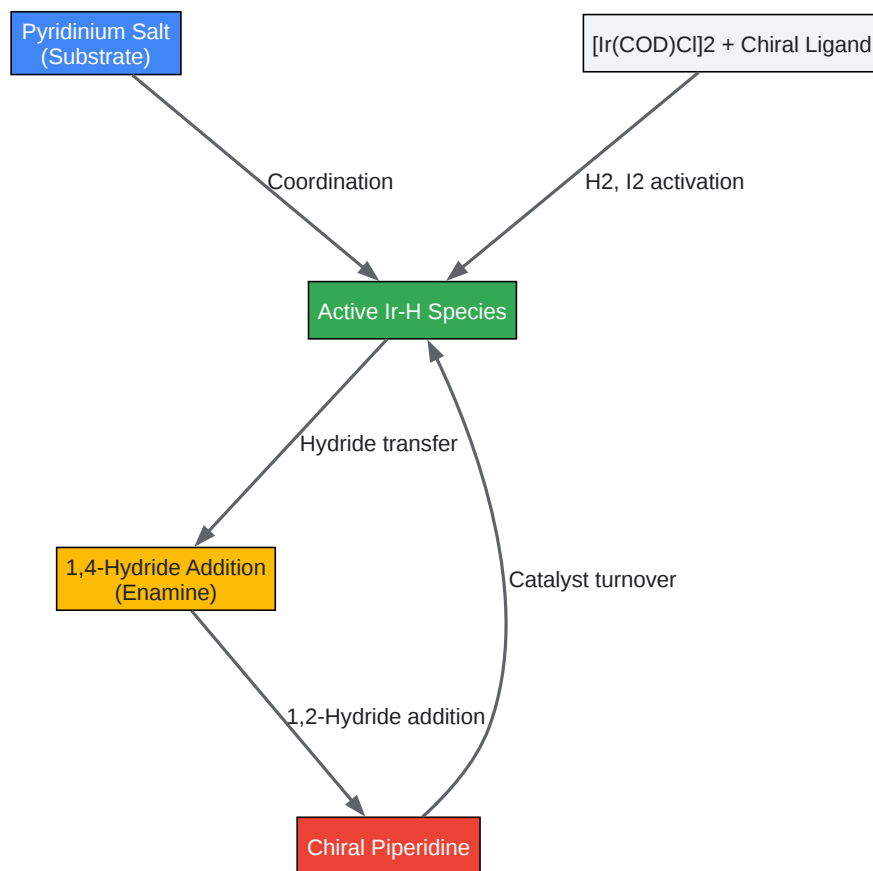 Pyridinium Salt
(Substrate)
[Ir(COD)Cl]2 + Chiral Ligand
Coordination
H2, I2 activation
Active Ir-H Species
Hydride transfer
1,4-Hydride Addition
(Enamine)
Catalyst turnover
1,2-Hydride addition
Chiral Piperidine